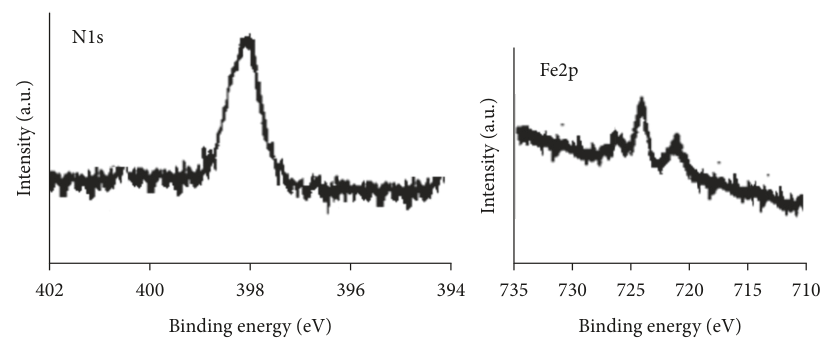 N1s
Intensity (a.u.)
402 400 398 396 394
Binding energy (eV)
Fe2p
Intensity (a.u.)
735 730 725 720 715 710
Binding energy (eV)